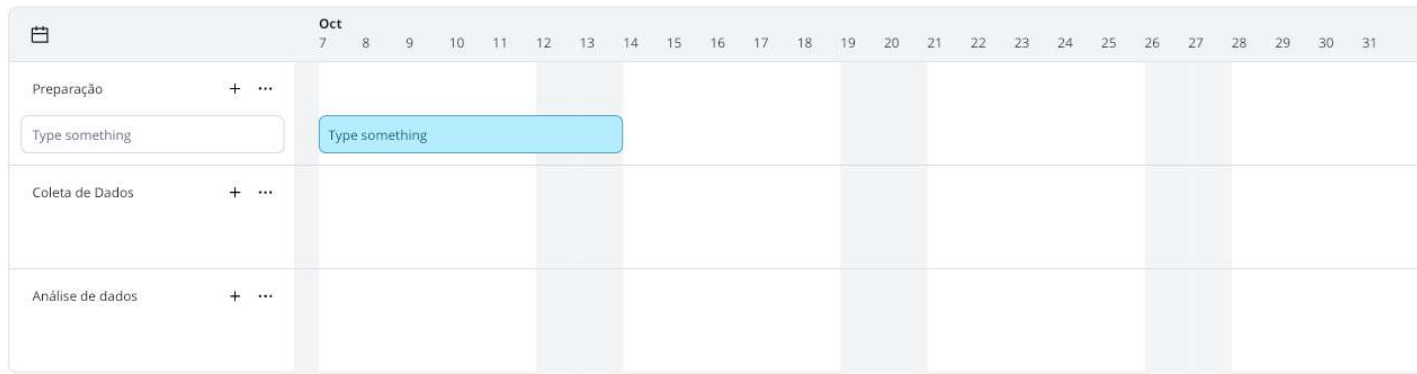 Oct
7 8 9 10 11 12 13 14 15 16 17 18 19 20 21 22 23 24 25 26 27 28 29 30 31
Preparação + ...
Type something Type something
Coleta de Dados + ...
Análise de dados + ...